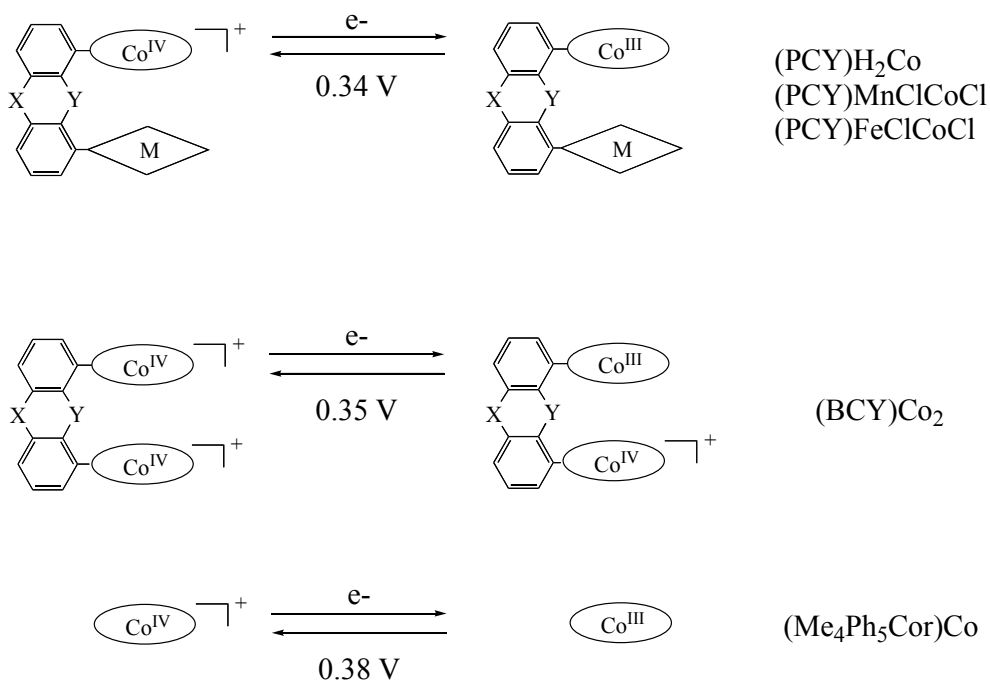 Co^IV + e- Co^III
X Y 0.34 V X Y (PCY)H₂Co
(PCY)MnClCoCl
(PCY)FeClCoCl
M M
Co^IV + e- Co^III
X Y 0.35 V X Y (BCY)Co₂
Co^IV + Co^IV +
Co^IV + e- Co^III (Me₄Ph₅Cor)Co
0.38 V